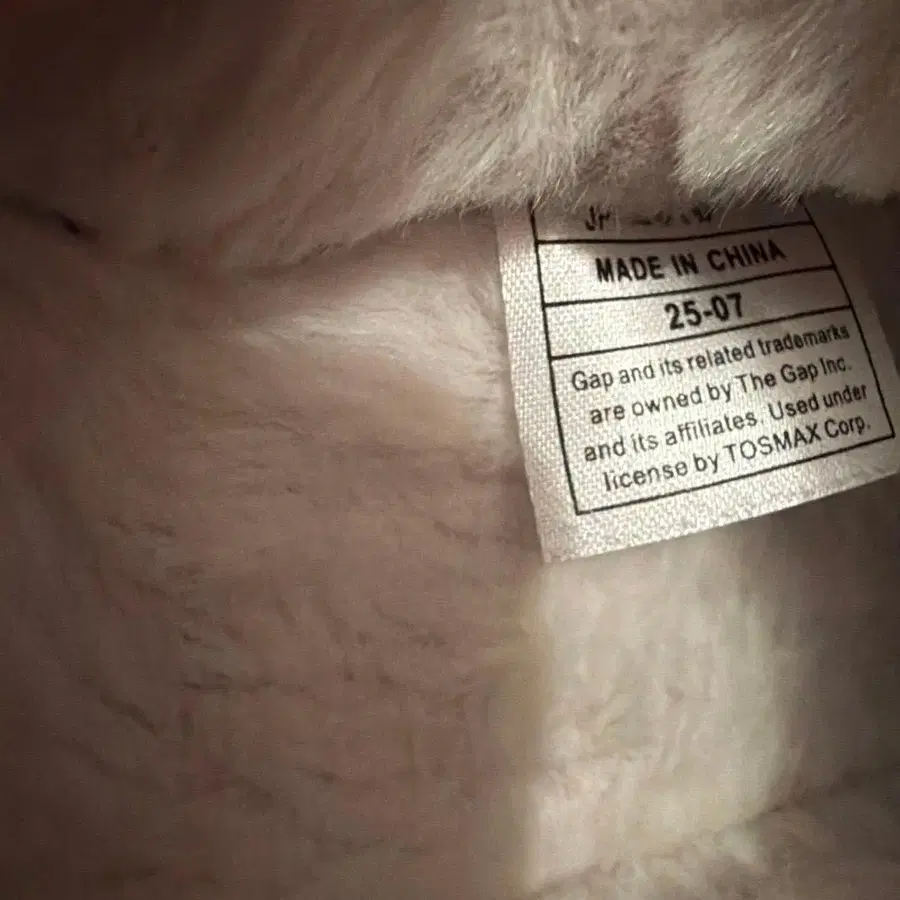 MADE IN CHINA
25-07
Gap and its related trademarks
are owned by The Gap Inc.
and its affiliates. Used under
license by TOSMAX Corp.